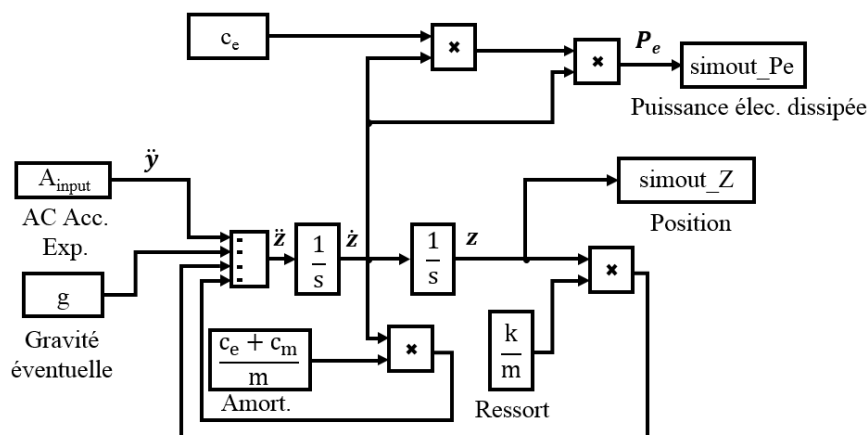 c_e
P_e
simout_Pe
Puissance élec. dissipée
ÿ
A_input
AC Acc.
Exp.
simout_Z
Position
z̈
1/s
ż
1/s
z
-
-
-
-
g
Gravité
éventuelle
(c_e + c_m)/m
Amort.
k/m
Ressort